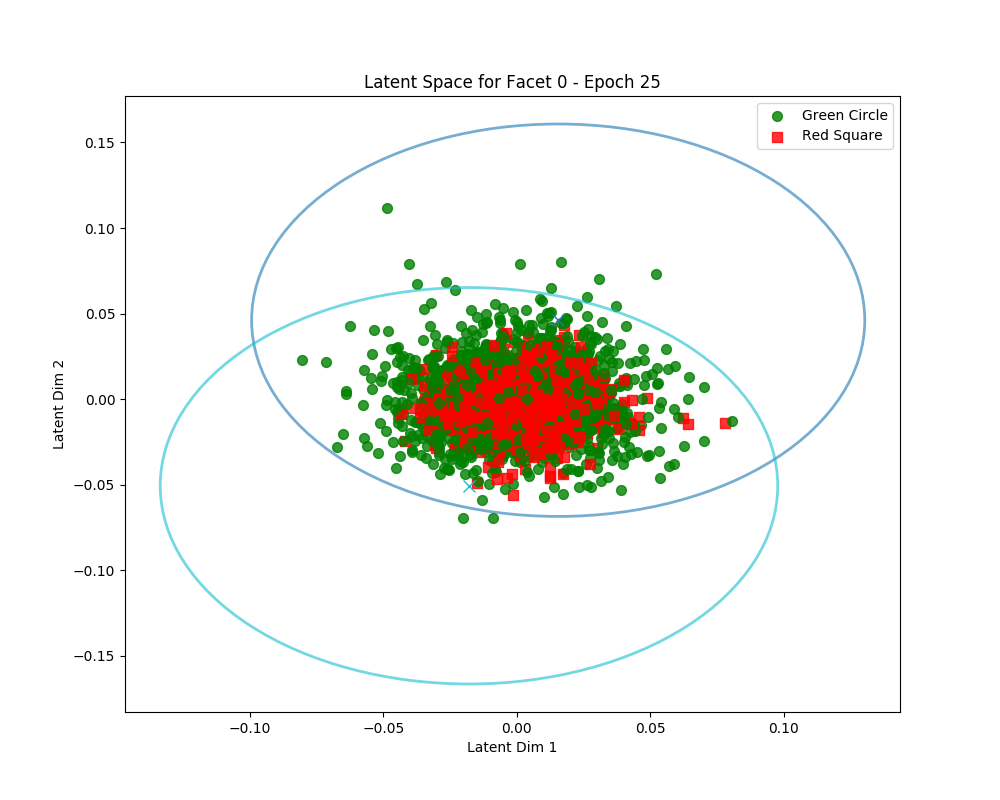 Latent Space for Facet 0 - Epoch 25
Green Circle
Red Square
0.15
0.10
0.05
0.00
−0.05
−0.10
−0.15
Latent Dim 2
−0.10
−0.05
0.00
0.05
0.10
Latent Dim 1